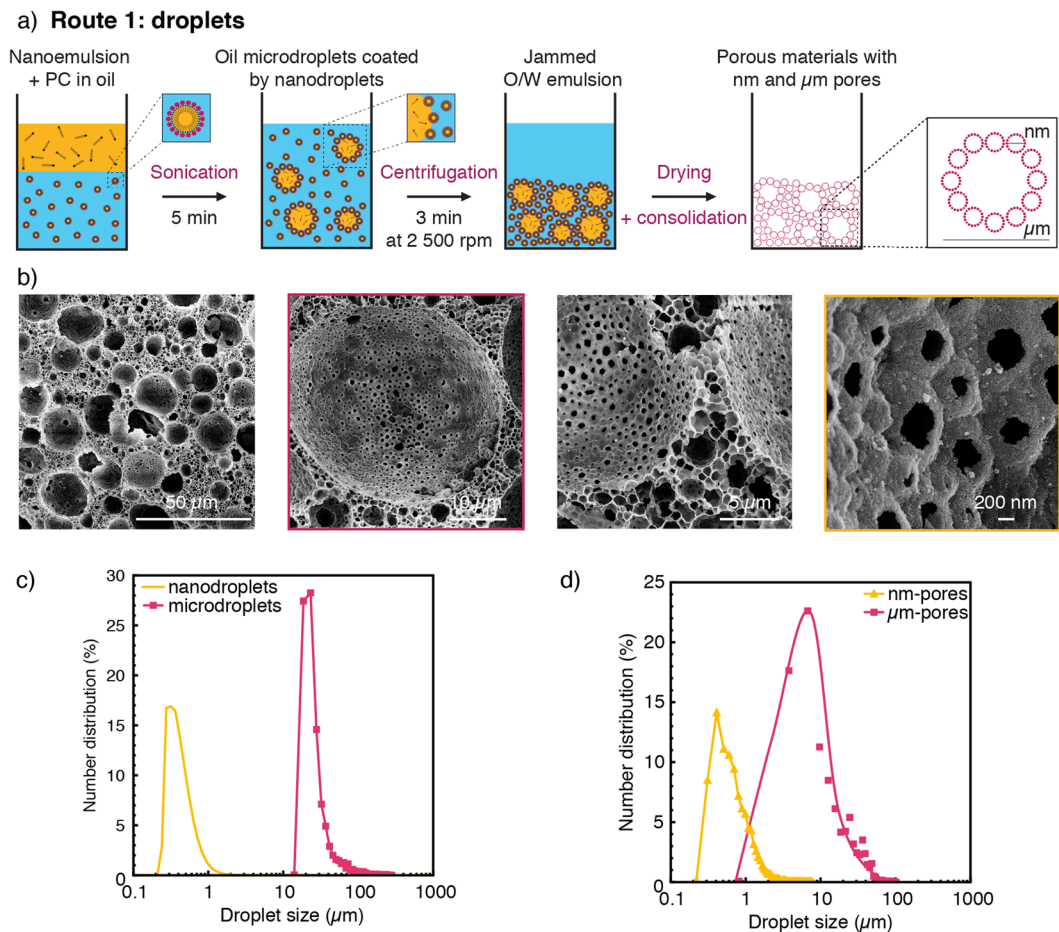 a) Route 1: droplets
Nanoemulsion
+ PC in oil
Oil microdroplets coated
by nanodroplets
Jammed
O/W emulsion
Porous materials with
nm and µm pores
Sonication
5 min
Centrifugation
3 min
at 2 500 rpm
Drying
+ consolidation
nm
µm
b)
50 µm
10 µm
5 µm
200 nm
c)
30
25
20
15
10
5
0
0.1
1
10
100
1000
Number distribution (%)
Droplet size (µm)
nanodroplets
microdroplets
d)
25
20
15
10
5
0
0.1
1
10
100
1000
Number distribution (%)
Droplet size (µm)
nm-pores
µm-pores